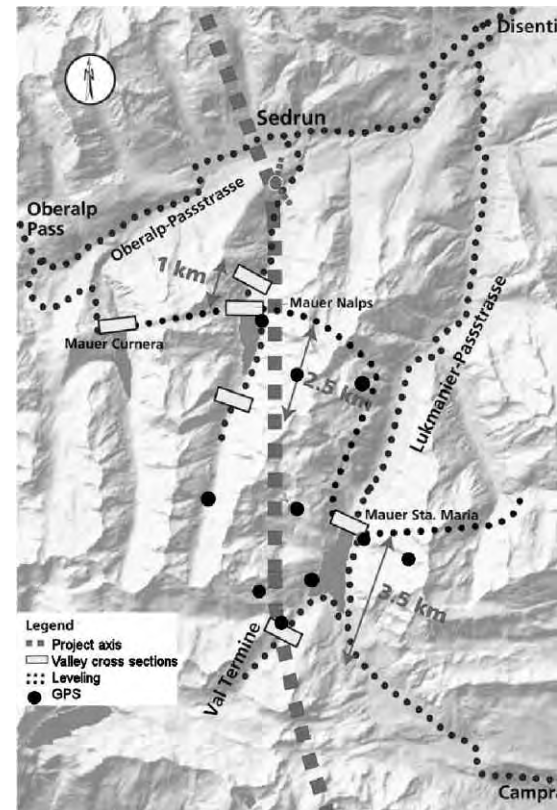 Disenti
Sedrun
Oberalp
Pass
Oberalp-Passstrasse
1 km
Mauer Nalps
Mauer Curnera
2.5 km
Lukmanier-Passstrasse
Mauer Sta. Maria
3.5 km
Legend
Project axis
Valley cross sections
Leveling
GPS
Val Termine
Campra